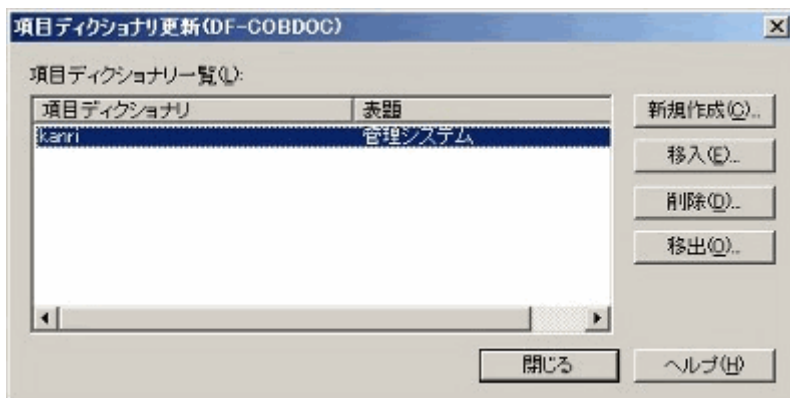 項目ディクショナリ更新(DF-COBDOC)
項目ディクショナリ一覧(L):
項目ディクショナリ 表題
kanri 管理システム
新規作成(C)...
移入(E)...
削除(D)...
移出(O)...
閉じる ヘルプ(H)